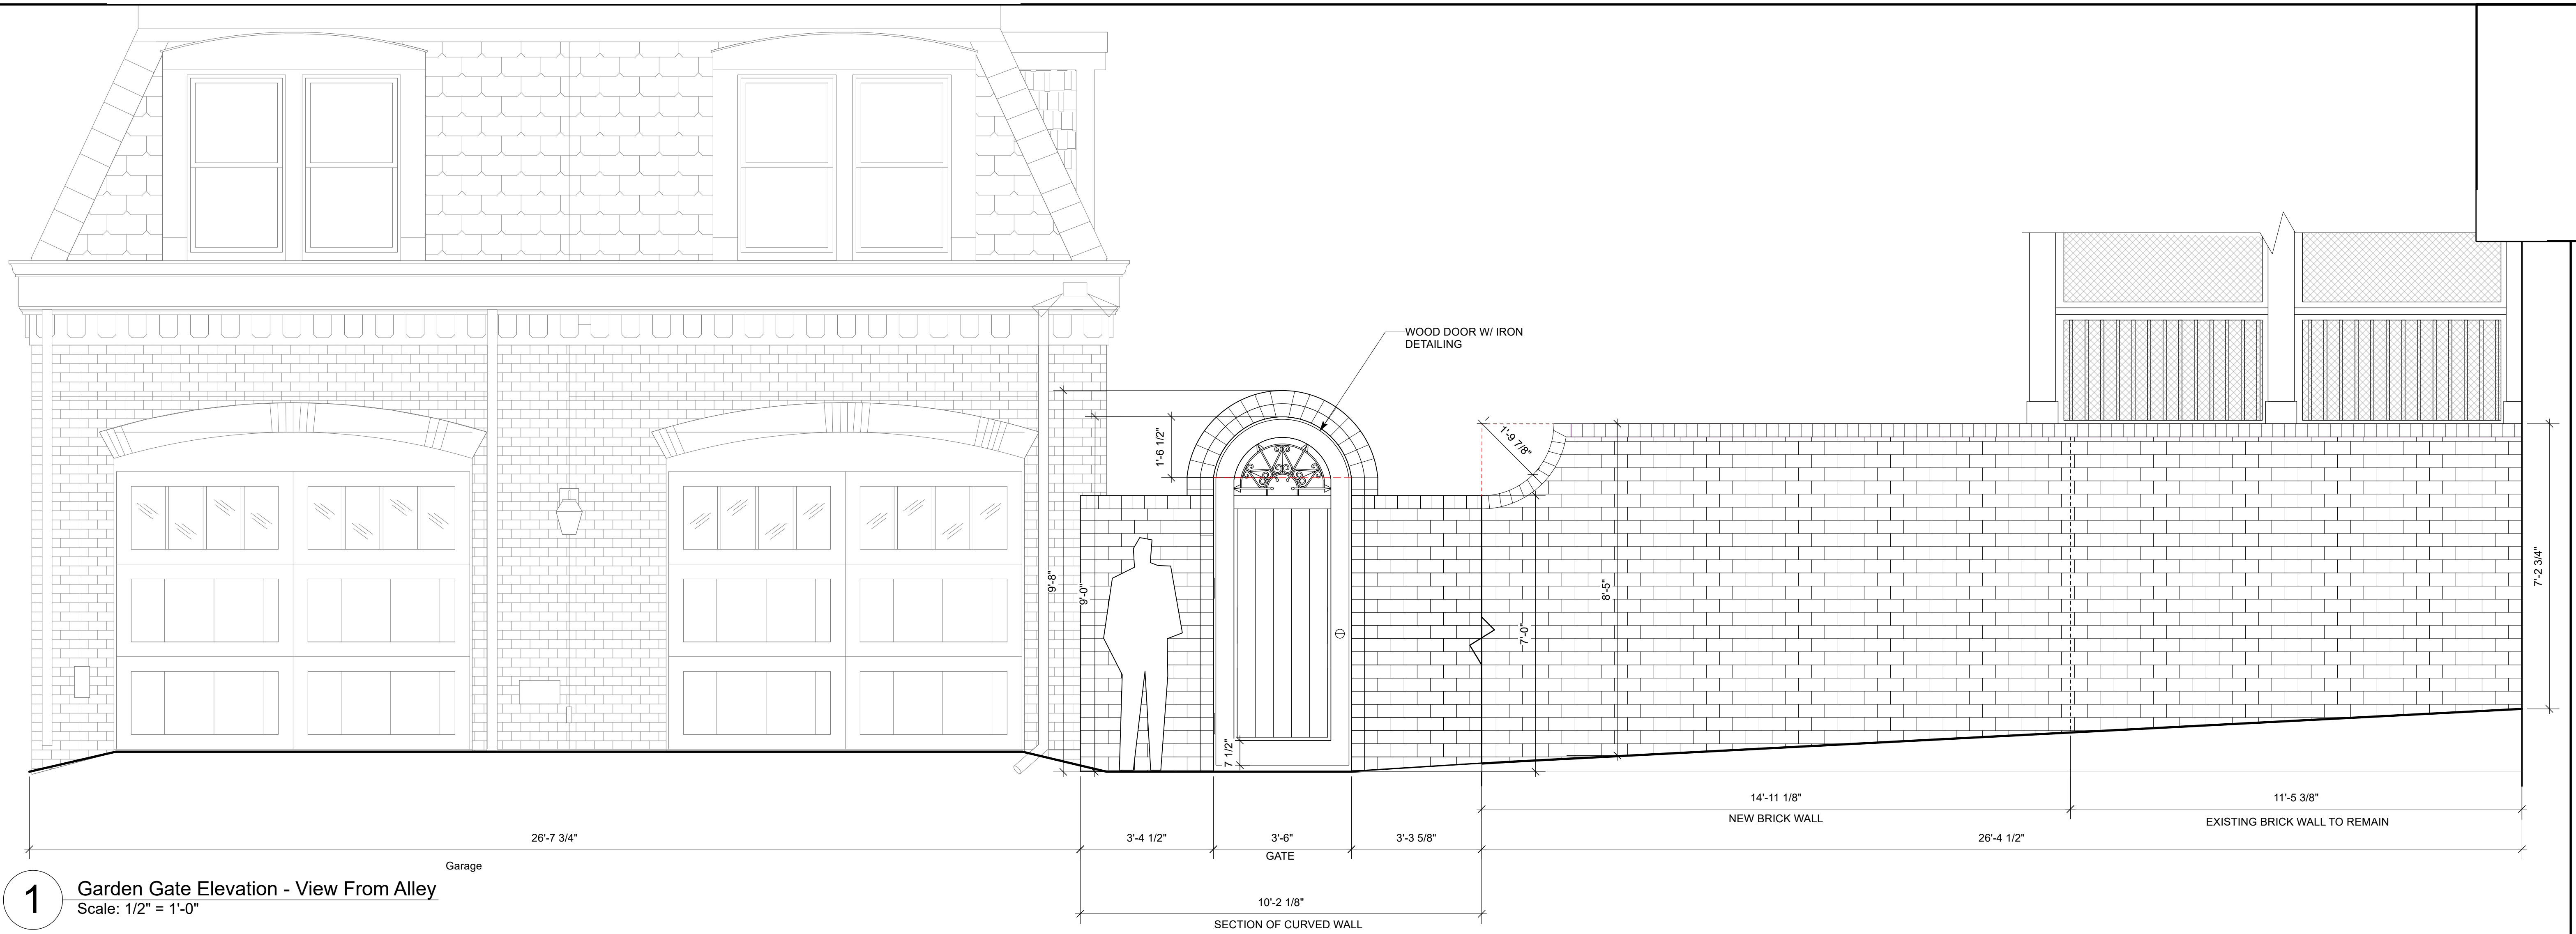 WOOD DOOR W/ IRON
DETAILING
1'-6 1/2"
1'-9 7/8"
9'-8"
9'-0"
8'-5"
7'-0"
7'-2 3/4"
7 1/2"
14'-11 1/8"
NEW BRICK WALL
11'-5 3/8"
EXISTING BRICK WALL TO REMAIN
26'-7 3/4"
Garage
3'-4 1/2"
3'-6"
GATE
3'-3 5/8"
26'-4 1/2"
10'-2 1/8"
SECTION OF CURVED WALL
1
Garden Gate Elevation - View From Alley
Scale: 1/2" = 1'-0"